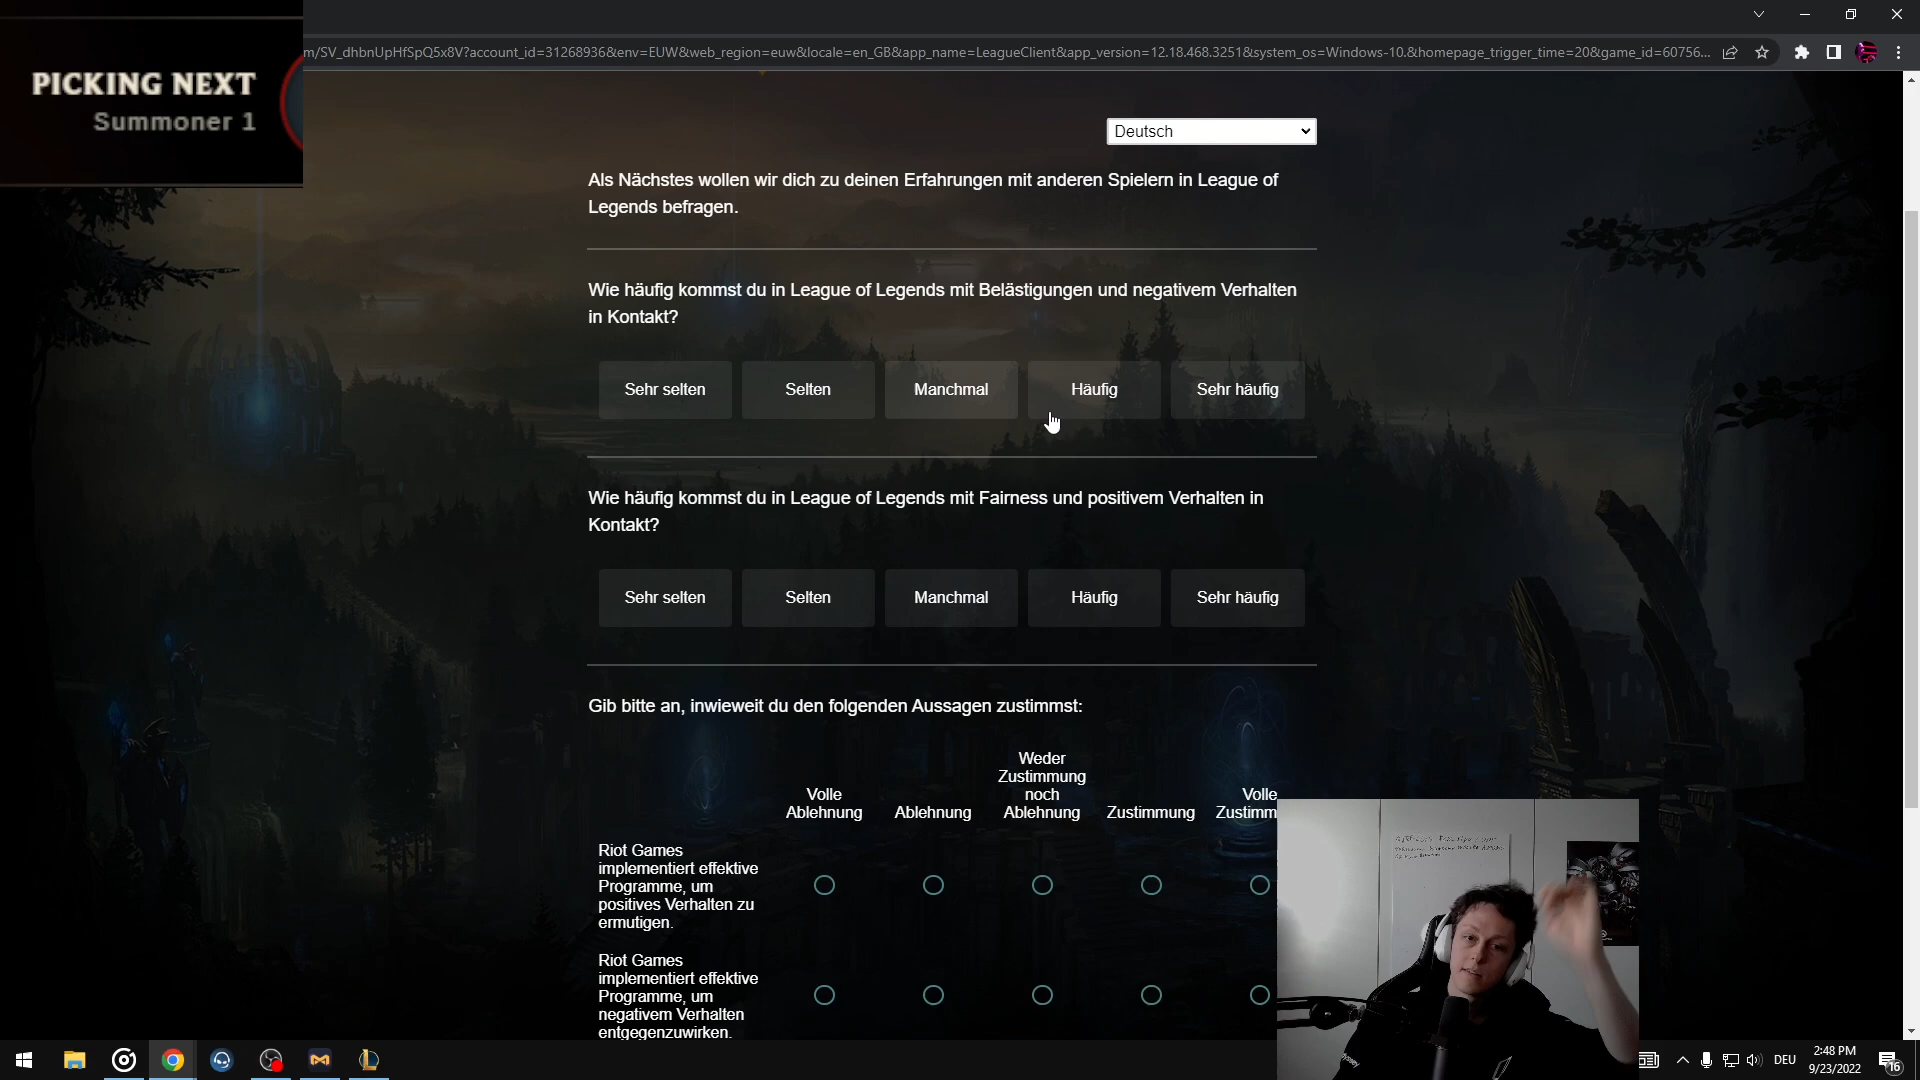 PICKING NEXT
Summoner 1
m/SV_dhbnUpHfSpQ5x8V?account_id=31268936&env=EUW&web_region=euw&locale=en_GB&app_name=LeagueClient&app_version=12.18.468.3251&system_os=Windows-10.&homepage_trigger_time=20&game_id=60756...
Deutsch
Als Nächstes wollen wir dich zu deinen Erfahrungen mit anderen Spielern in League of
Legends befragen.
Wie häufig kommst du in League of Legends mit Belästigungen und negativem Verhalten
in Kontakt?
Sehr selten Selten Manchmal Häufig Sehr häufig
Wie häufig kommst du in League of Legends mit Fairness und positivem Verhalten in
Kontakt?
Sehr selten Selten Manchmal Häufig Sehr häufig
Gib bitte an, inwieweit du den folgenden Aussagen zustimmst:
Volle
Ablehnung
Ablehnung
Weder
Zustimmung
noch
Ablehnung
Zustimmung
Volle
Zustimm
Riot Games
implementiert effektive
Programme, um
positives Verhalten zu
ermutigen.
Riot Games
implementiert effektive
Programme, um
negativem Verhalten
entgegenzuwirken.
DEU
2:48 PM
9/23/2022
16